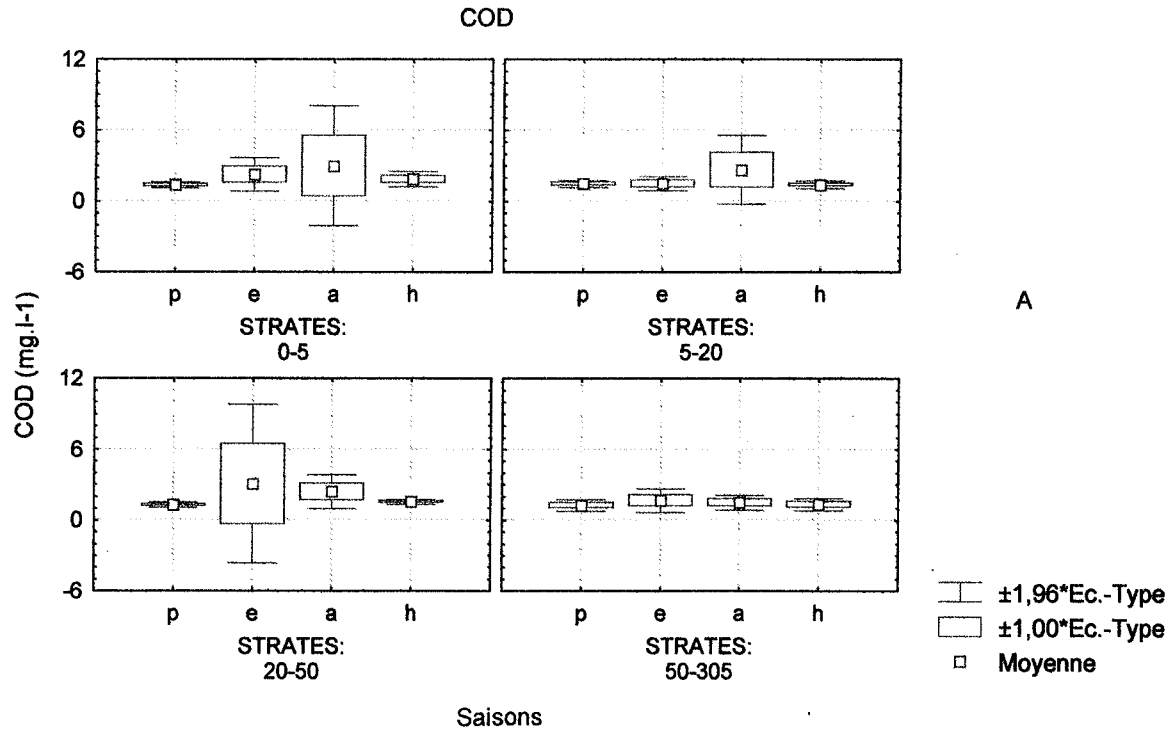 COD
12
6
0
-6
p e a h
STRATES:
0-5
p e a h
STRATES:
5-20
A
COD (mg.l-1)
12
6
0
-6
p e a h
STRATES:
20-50
p e a h
STRATES:
50-305
±1,96*Ec.-Type
±1,00*Ec.-Type
Moyenne
Saisons